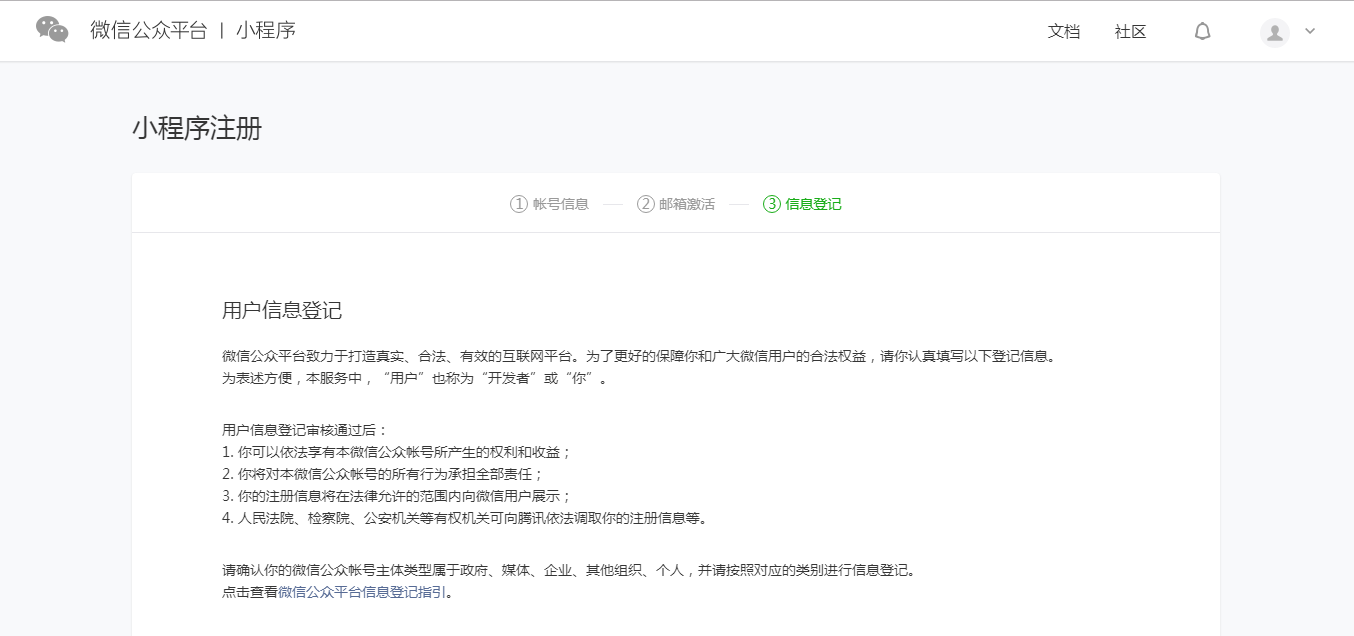 微信公众平台 | 小程序
文档 社区
小程序注册
① 帐号信息 — ② 邮箱激活 — ③ 信息登记
用户信息登记
微信公众平台致力于打造真实、合法、有效的互联网平台。为了更好的保障你和广大微信用户的合法权益，请你认真填写以下登记信息。
为表述方便，本服务中，“用户”也称为“开发者”或“你”。
用户信息登记审核通过后：
1. 你可以依法享有本微信公众帐号所产生的权利和收益；
2. 你将对本微信公众帐号的所有行为承担全部责任；
3. 你的注册信息将在法律允许的范围内向微信用户展示；
4. 人民法院、检察院、公安机关等有权机关可向腾讯依法调取你的注册信息等。
请确认你的微信公众帐号主体类型属于政府、媒体、企业、其他组织、个人，并请按照对应的类别进行信息登记。
点击查看微信公众平台信息登记指引。